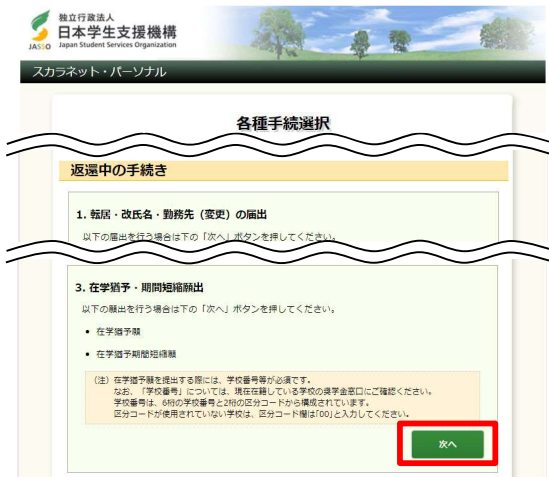 独立行政法人
日本学生支援機構
JASSO Japan Student Services Organization
スカラネット・パーソナル
各種手続選択
返還中の手続き
1. 転居・改氏名・勤務先（変更）の届出
以下の届出を行う場合は下の「次へ」ボタンを押してください。
3. 在学猶予・期間短縮願出
以下の願出を行う場合は下の「次へ」ボタンを押してください。
• 在学猶予願
• 在学猶予期間短縮願
（注）在学猶予願を提出する際には、学校番号等が必須です。
なお、「学校番号」については、現在在籍している学校の奨学金窓口にご確認ください。
学校番号は、6桁の学校番号と2桁の区分コードから構成されています。
区分コードが使用されていない学校は、区分コード欄は「00」と入力してください。
次へ